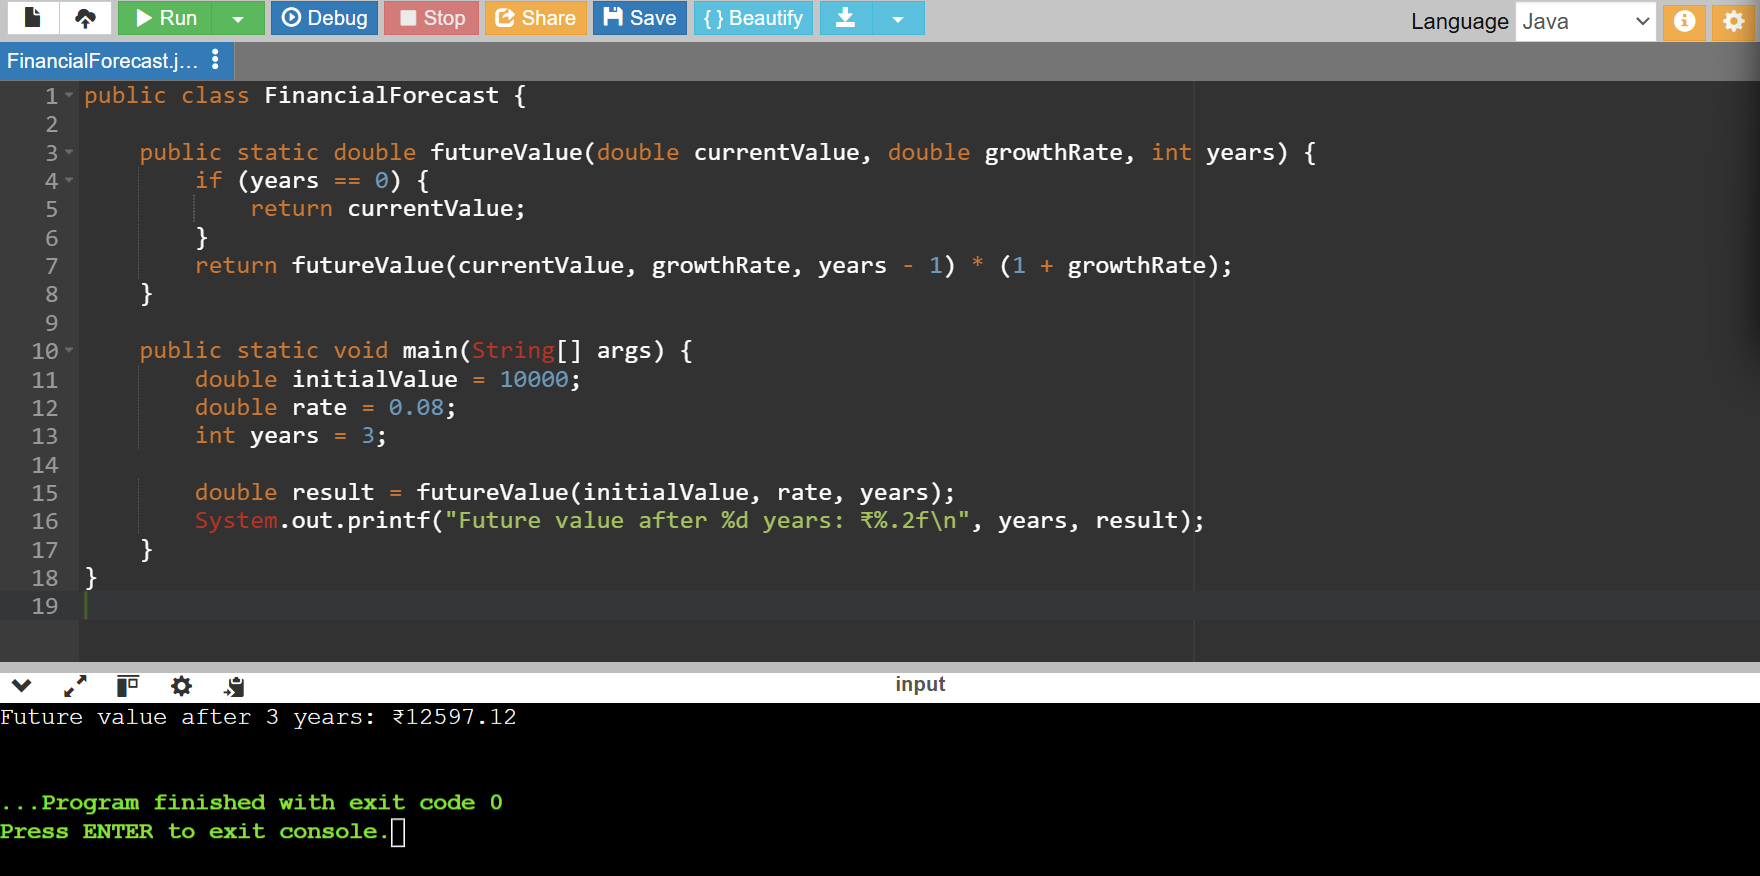 Run Debug Stop Share Save { } Beautify Language Java
FinancialForecast.j...
1 public class FinancialForecast {
2
3     public static double futureValue(double currentValue, double growthRate, int years) {
4         if (years == 0) {
5             return currentValue;
6         }
7         return futureValue(currentValue, growthRate, years - 1) * (1 + growthRate);
8     }
9
10     public static void main(String[] args) {
11         double initialValue = 10000;
12         double rate = 0.08;
13         int years = 3;
14
15         double result = futureValue(initialValue, rate, years);
16         System.out.printf("Future value after %d years: ₹%.2f\n", years, result);
17     }
18 }
19
input
Future value after 3 years: ₹12597.12
...Program finished with exit code 0
Press ENTER to exit console.